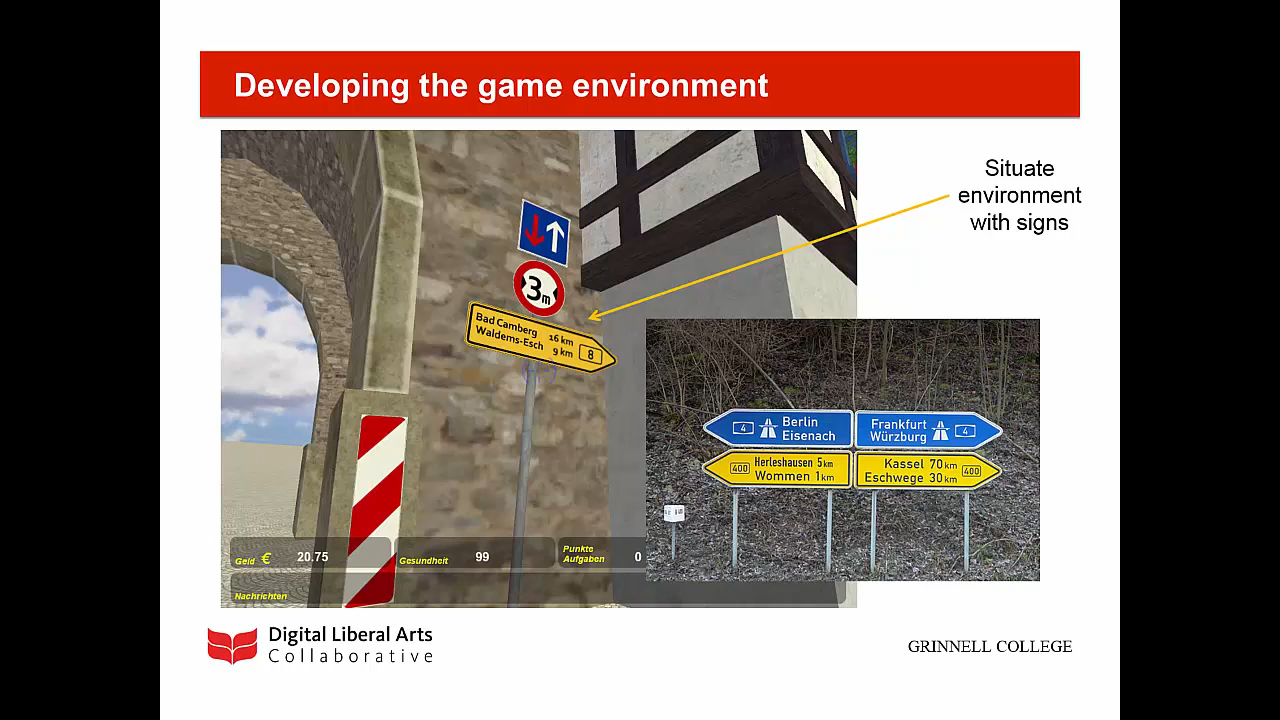 Developing the game environment
Situate
environment
with signs
3m
Bad Camberg 16 km
Waldems-Esch 9 km
8
4 Berlin
Eisenach
Frankfurt
Würzburg 4
400 Herleshausen 5km
Wommen 1km
Kassel 70km
Eschwege 30km 400
Geld € 20.75
Gesundheit 99
Punkte
Aufgaben 0
Nachrichten
Digital Liberal Arts
Collaborative
GRINNELL COLLEGE